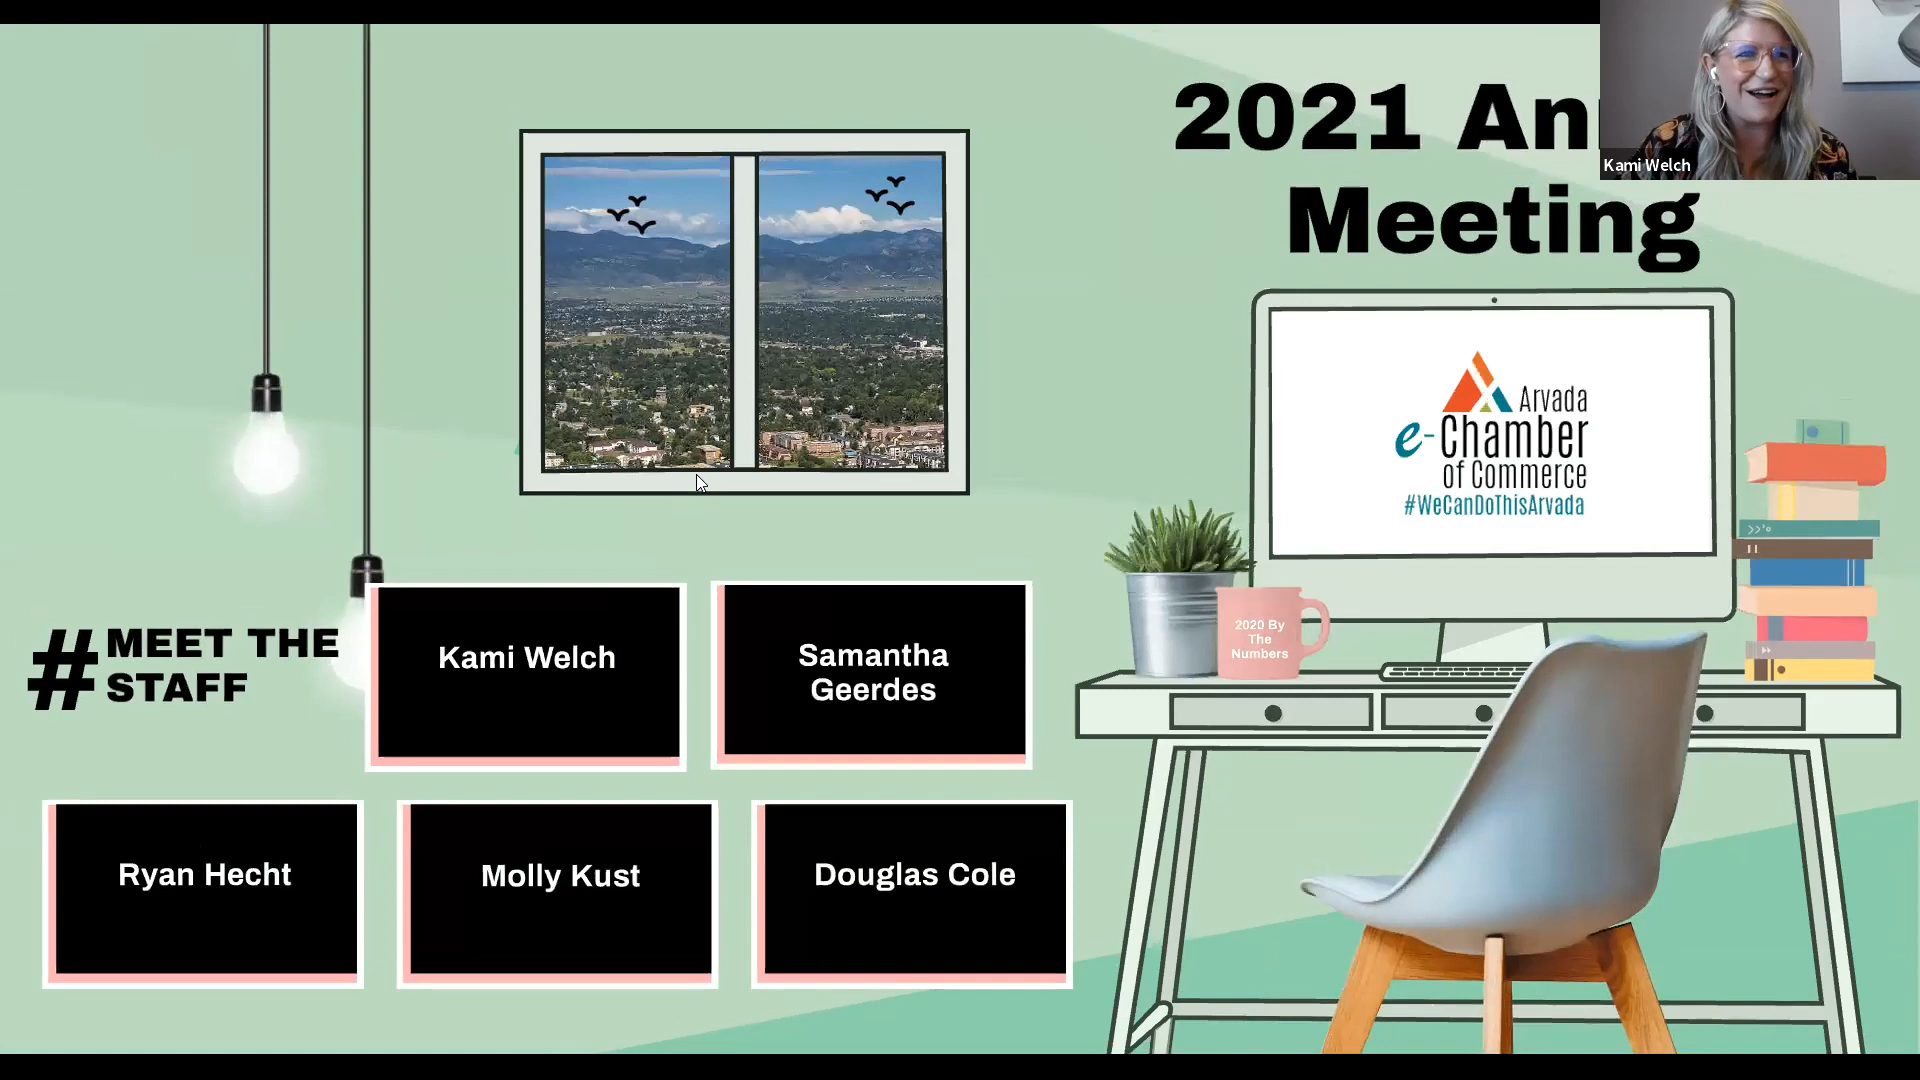 2021 An
Meeting
Kami Welch
Arvada
e-Chamber
of Commerce
#WeCanDoThisArvada
2020 By
The
Numbers
# MEET THE
STAFF
Kami Welch
Samantha
Geerdes
Ryan Hecht
Molly Kust
Douglas Cole